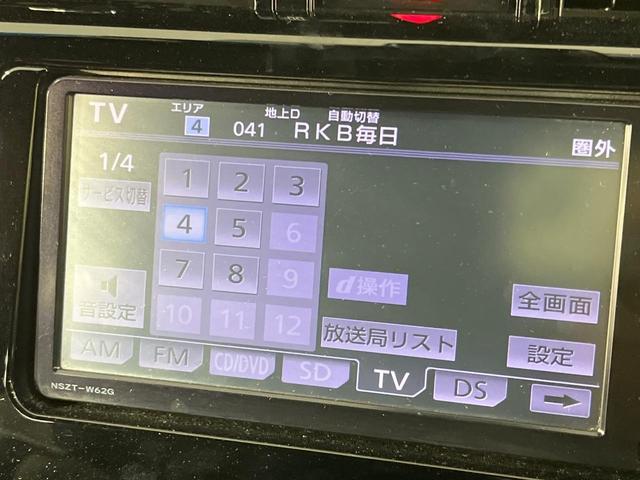 TV エリア 4 地上D 041 自動切替 RKB毎日 圏外
1/4
サービス切替
1 2 3
4 5 6
7 8 9
10 11 12
音設定
d操作
放送局リスト
全画面
設定
AM FM CD/DVD SD TV DS
NSZT-W62G